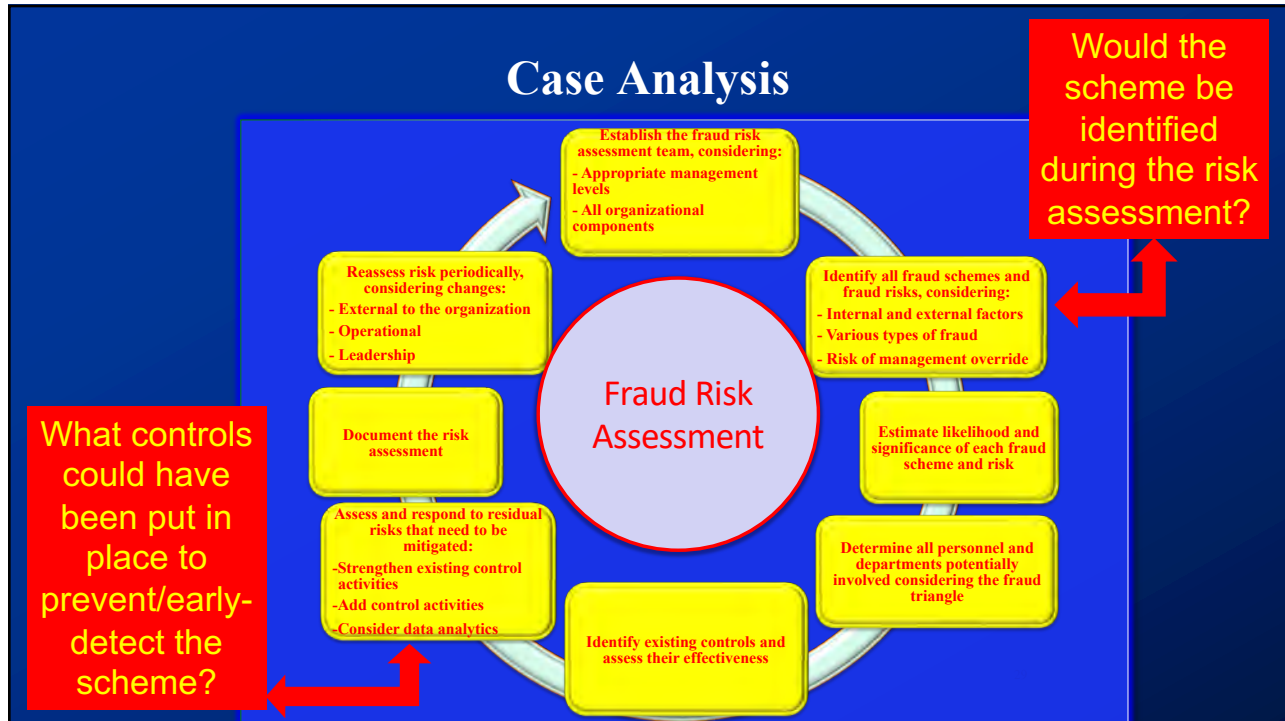 Case Analysis
Would the
scheme be
identified
during the risk
assessment?
Establish the fraud risk
assessment team, considering:
- Appropriate management
levels
- All organizational
components
Identify all fraud schemes and
fraud risks, considering:
- Internal and external factors
- Various types of fraud
- Risk of management override
Estimate likelihood and
significance of each fraud
scheme and risk
Determine all personnel and
departments potentially
involved considering the fraud
triangle
Identify existing controls and
assess their effectiveness
Assess and respond to residual
risks that need to be
mitigated:
-Strengthen existing control
activities
-Add control activities
-Consider data analytics
Document the risk
assessment
Reassess risk periodically,
considering changes:
- External to the organization
- Operational
- Leadership
Fraud Risk
Assessment
What controls
could have
been put in
place to
prevent/early-
detect the
scheme?